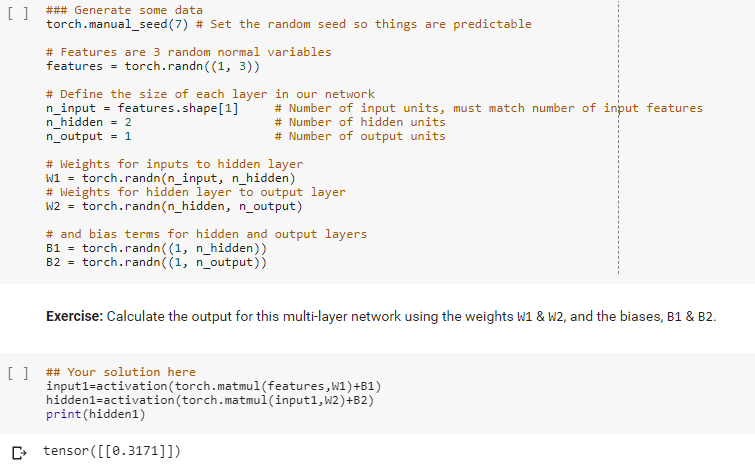 [ ] ### Generate some data
torch.manual_seed(7) # Set the random seed so things are predictable
# Features are 3 random normal variables
features = torch.randn((1, 3))
# Define the size of each layer in our network
n_input = features.shape[1]     # Number of input units, must match number of input features
n_hidden = 2                    # Number of hidden units
n_output = 1                    # Number of output units
# Weights for inputs to hidden layer
W1 = torch.randn(n_input, n_hidden)
# Weights for hidden layer to output layer
W2 = torch.randn(n_hidden, n_output)
# and bias terms for hidden and output layers
B1 = torch.randn((1, n_hidden))
B2 = torch.randn((1, n_output))
Exercise: Calculate the output for this multi-layer network using the weights W1 & W2, and the biases, B1 & B2.
[ ] ## Your solution here
input1=activation(torch.matmul(features,W1)+B1)
hidden1=activation(torch.matmul(input1,W2)+B2)
print(hidden1)
tensor([[0.3171]])